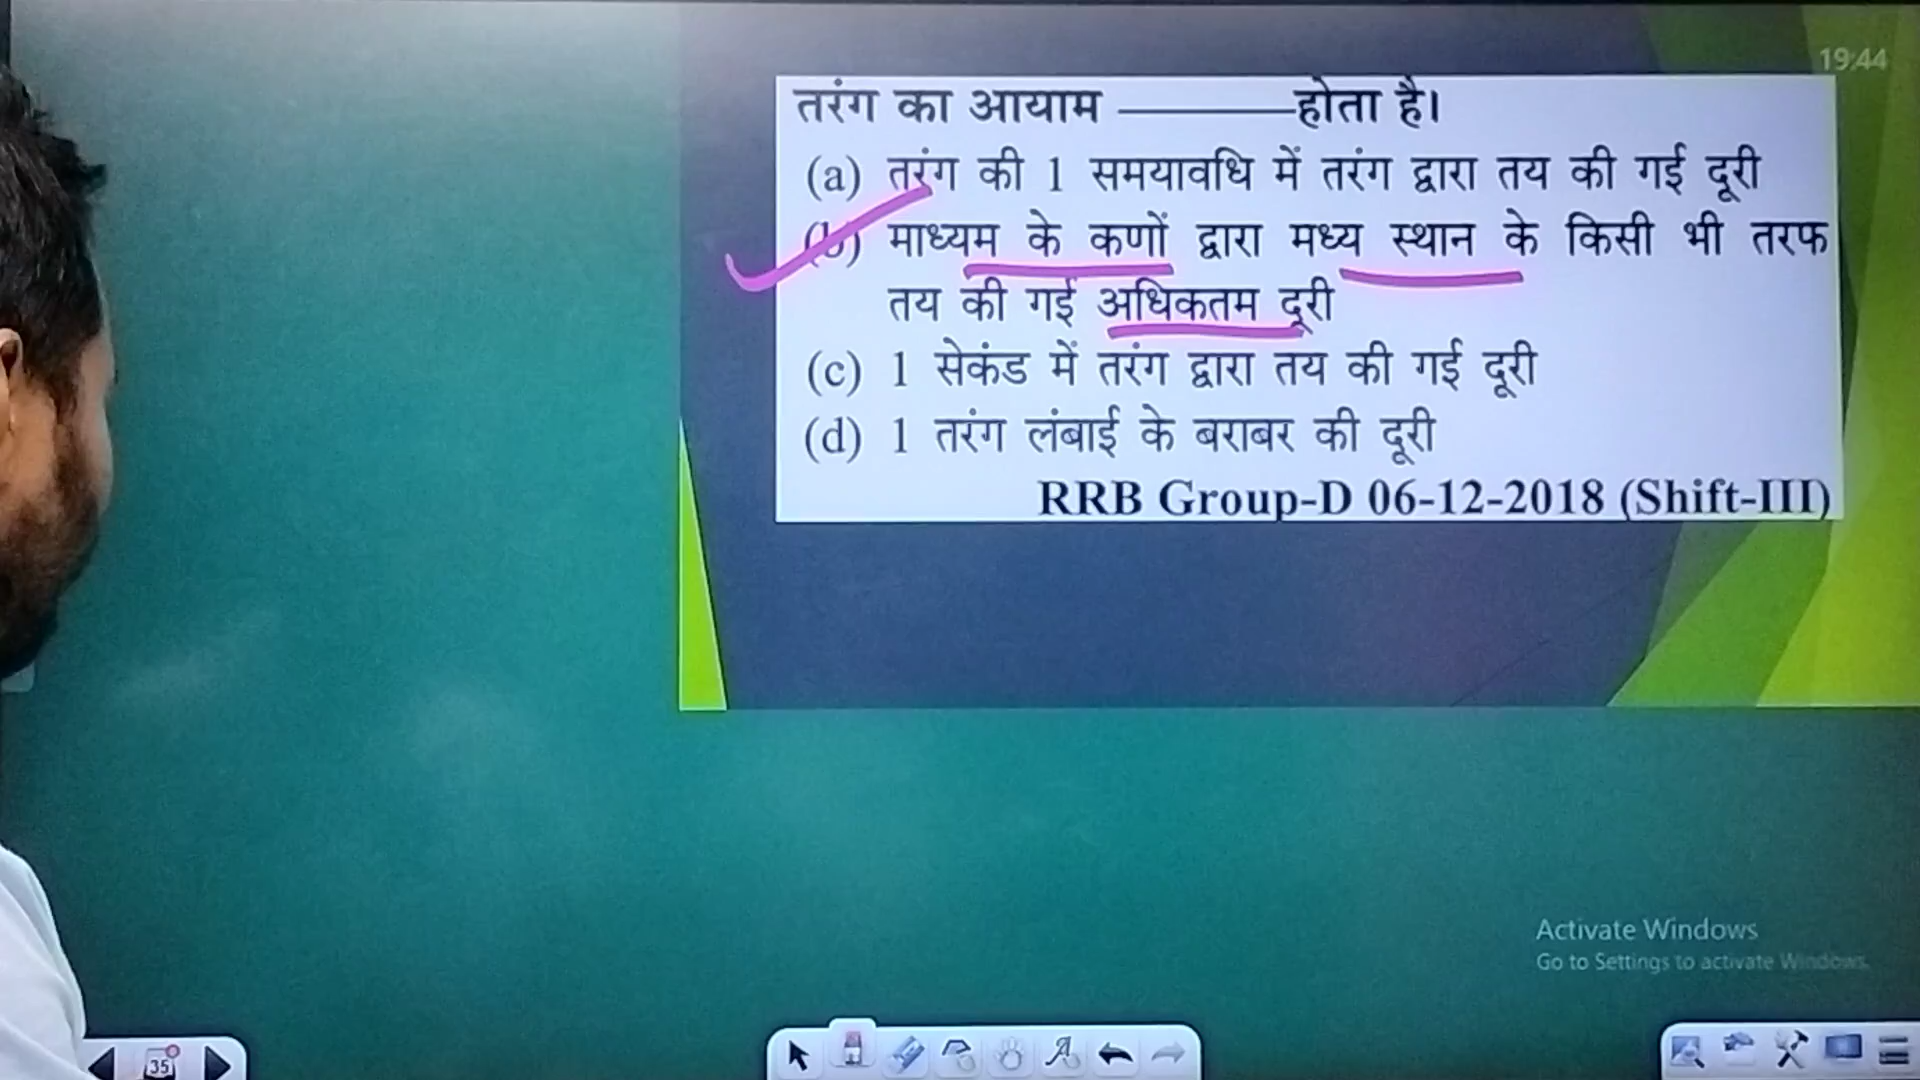 19:44
तरंग का आयाम ————होता है।
(a) तरंग की 1 समयावधि में तरंग द्वारा तय की गई दूरी
(b) माध्यम के कणों द्वारा मध्य स्थान के किसी भी तरफ
तय की गई अधिकतम दूरी
(c) 1 सेकंड में तरंग द्वारा तय की गई दूरी
(d) 1 तरंग लंबाई के बराबर की दूरी
RRB Group-D 06-12-2018 (Shift-III)
Activate Windows
Go to Settings to activate Windows.
35